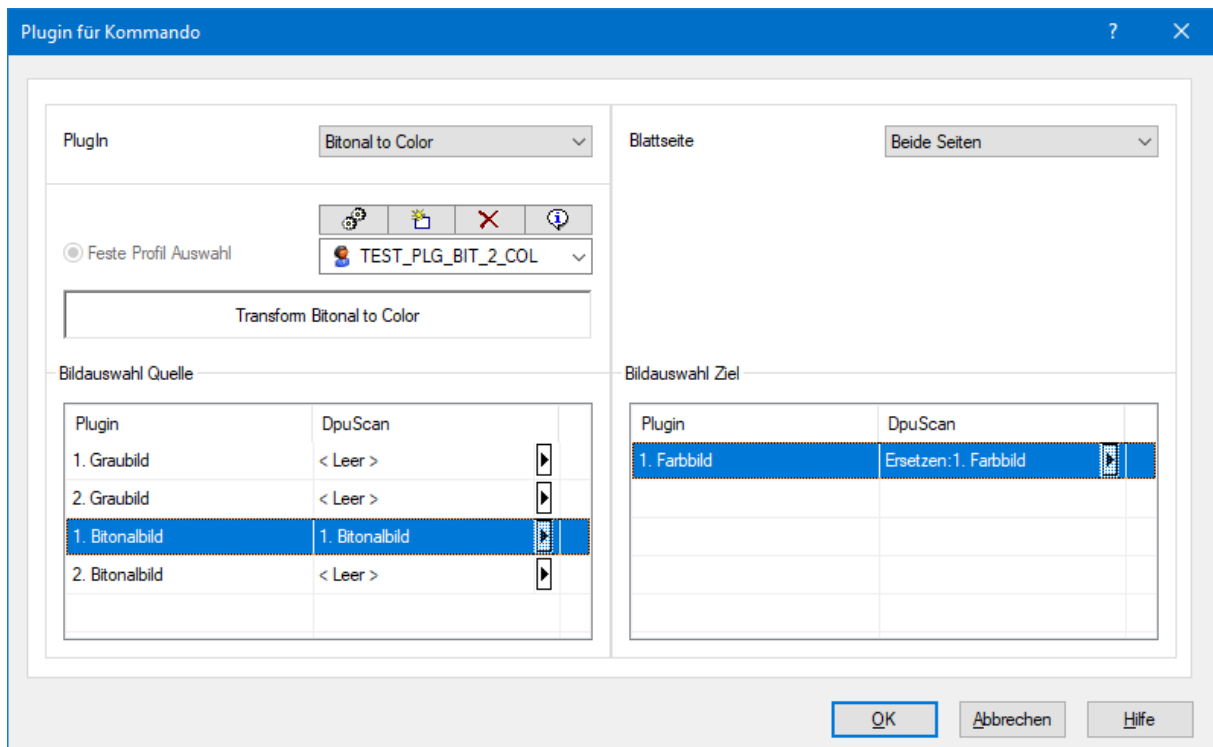 Plugin für Kommando
?
PlugIn
Bitonal to Color
Blattseite
Beide Seiten
Feste Profil Auswahl
TEST_PLG_BIT_2_COL
Transform Bitonal to Color
Bildauswahl Quelle
Plugin DpuScan
1. Graubild < Leer >
2. Graubild < Leer >
1. Bitonalbild 1. Bitonalbild
2. Bitonalbild < Leer >
Bildauswahl Ziel
Plugin DpuScan
1. Farbbild Ersetzen:1. Farbbild
OK Abbrechen Hilfe